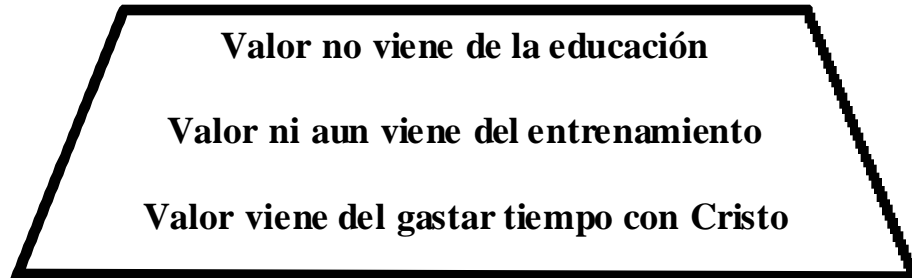 Valor no viene de la educación
Valor ni aun viene del entrenamiento
Valor viene del gastar tiempo con Cristo